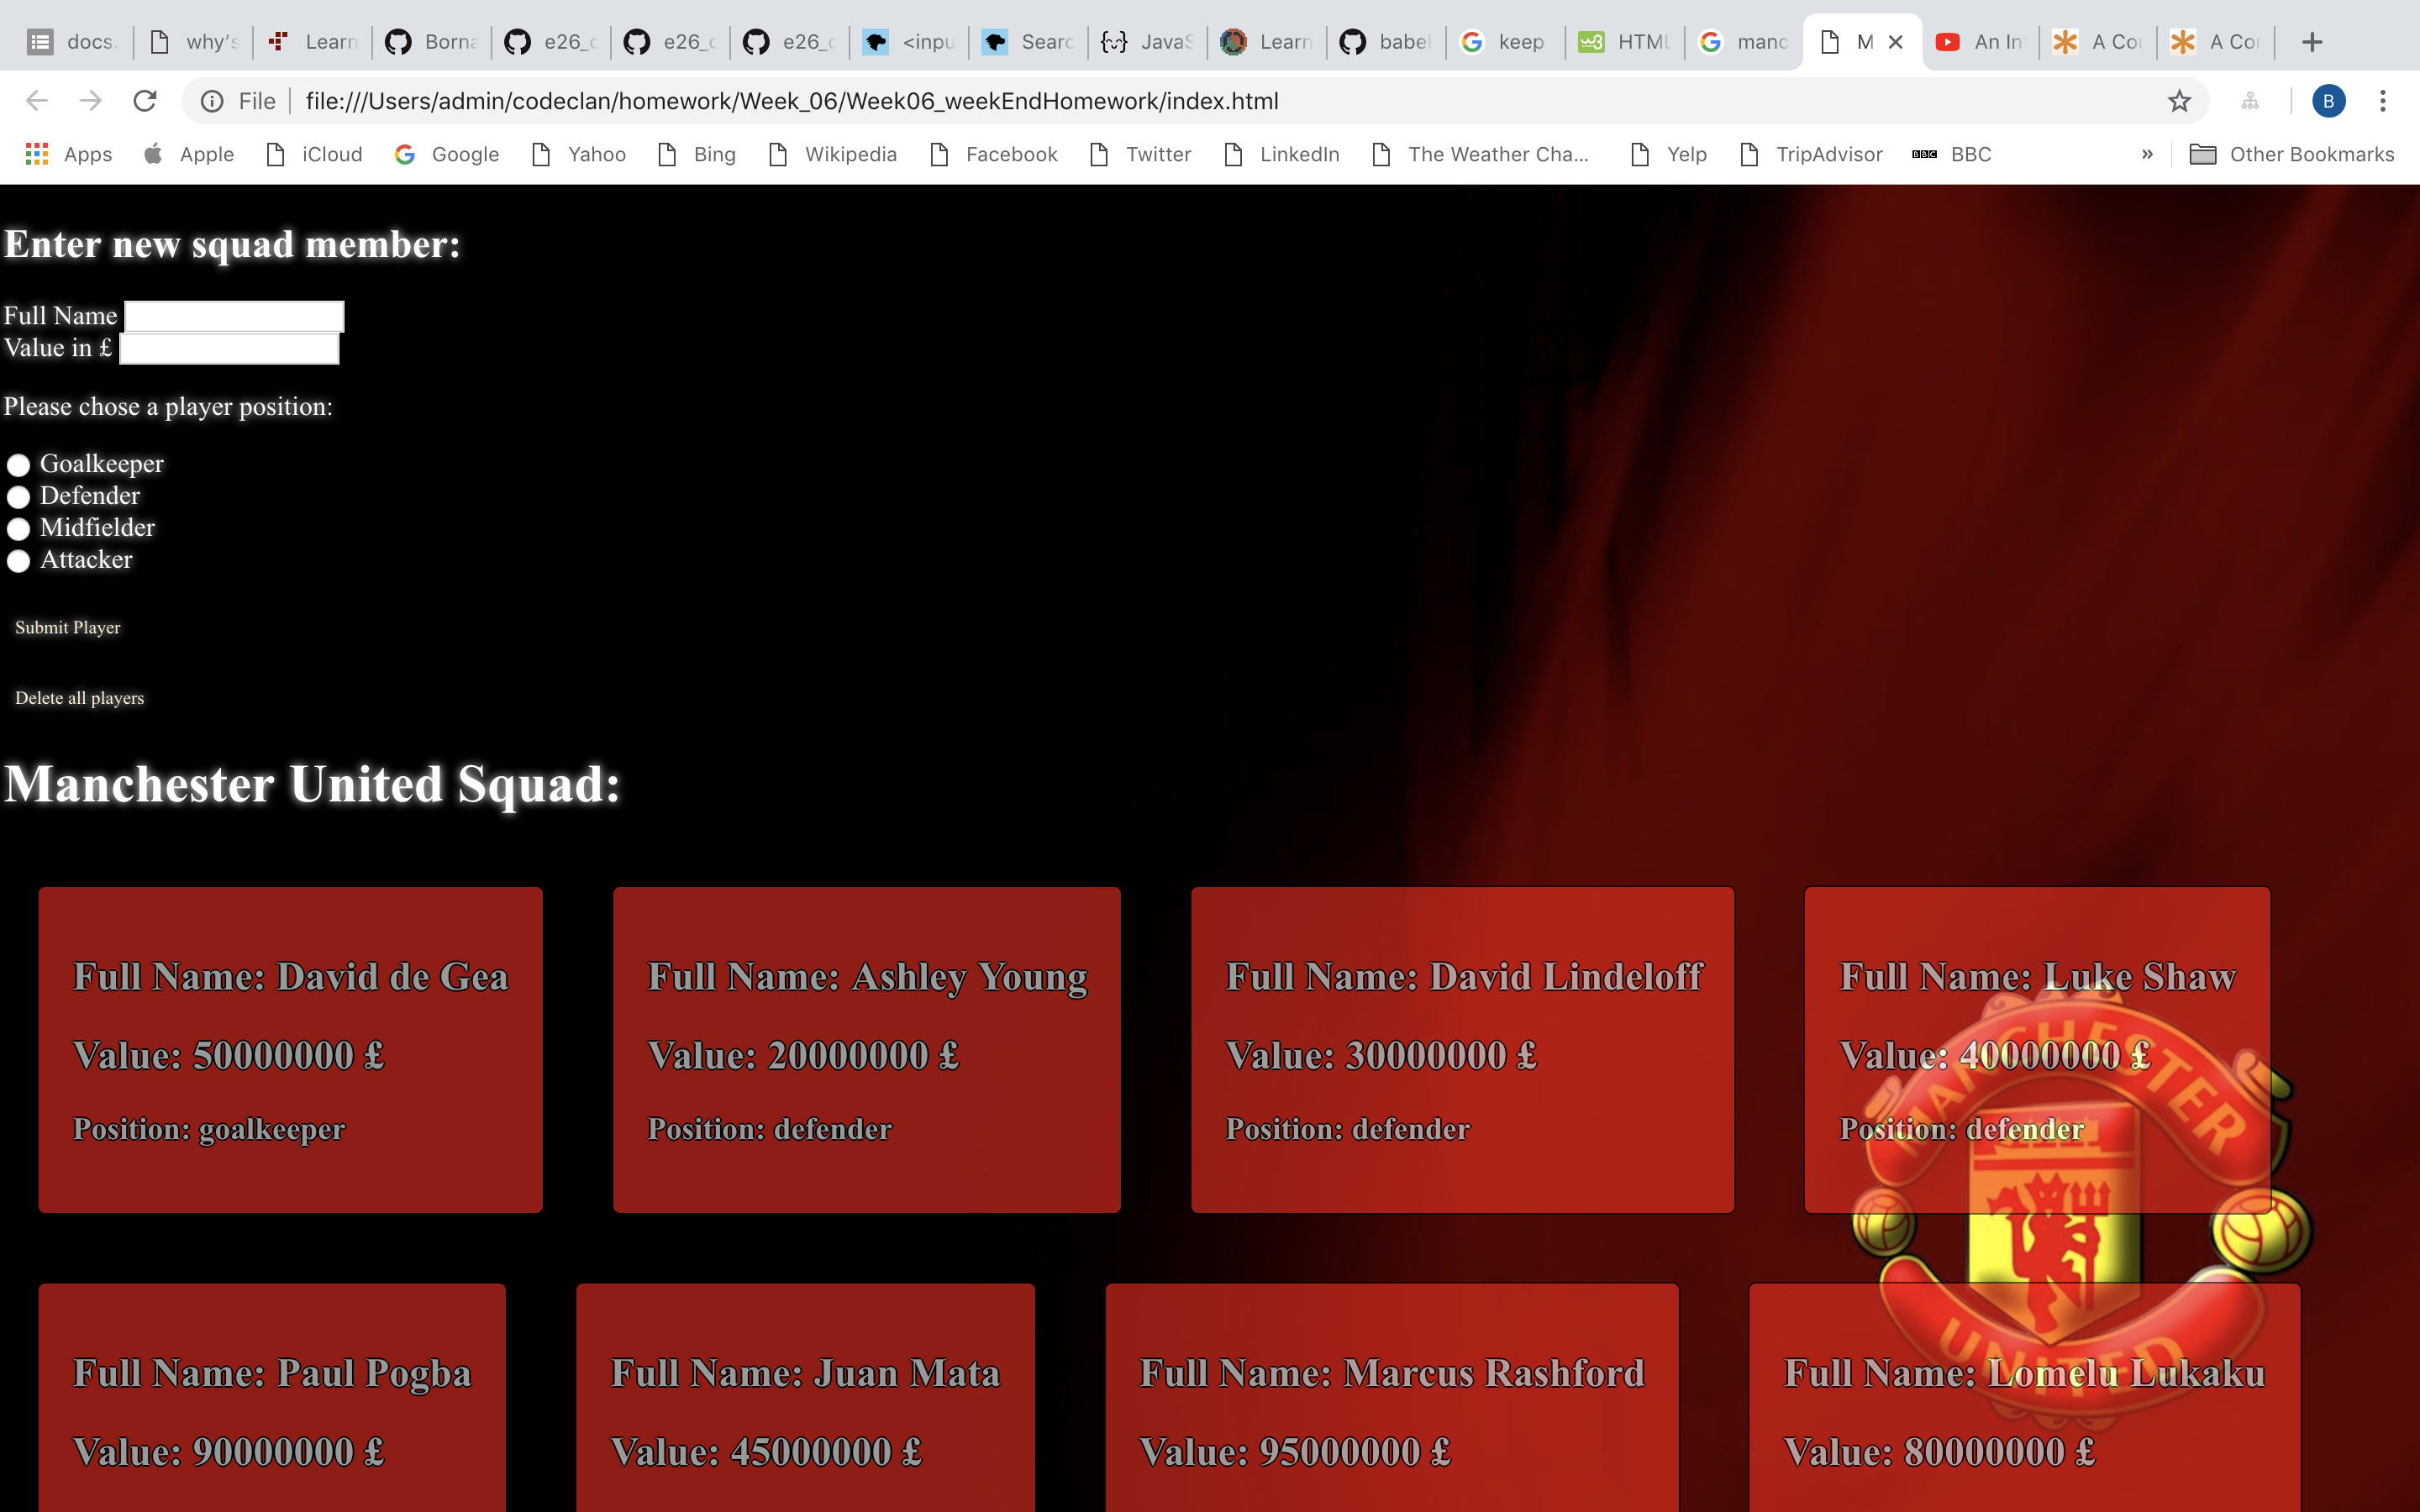 docs.
why's
Learn
Borna
e26_c
e26_c
e26_c
<inpu
Searc
JavaS
Learn
babel
keep
HTML
manc
M
An In
A Cor
A Cor
File
file:///Users/admin/codeclan/homework/Week_06/Week06_weekEndHomework/index.html
B
Apps
Apple
iCloud
Google
Yahoo
Bing
Wikipedia
Facebook
Twitter
LinkedIn
The Weather Cha...
Yelp
TripAdvisor
BBC
BBC
»
Other Bookmarks
Enter new squad member:
Full Name
Value in £
Please chose a player position:
Goalkeeper
Defender
Midfielder
Attacker
Submit Player
Delete all players
Manchester United Squad:
Full Name: David de Gea
Value: 50000000 £
Position: goalkeeper
Full Name: Ashley Young
Value: 20000000 £
Position: defender
Full Name: David Lindeloff
Value: 30000000 £
Position: defender
Full Name: Luke Shaw
Value: 40000000 £
Position: defender
MANCHESTER
UNITED
Full Name: Paul Pogba
Value: 90000000 £
Full Name: Juan Mata
Value: 45000000 £
Full Name: Marcus Rashford
Value: 95000000 £
Full Name: Lomelu Lukaku
Value: 80000000 £